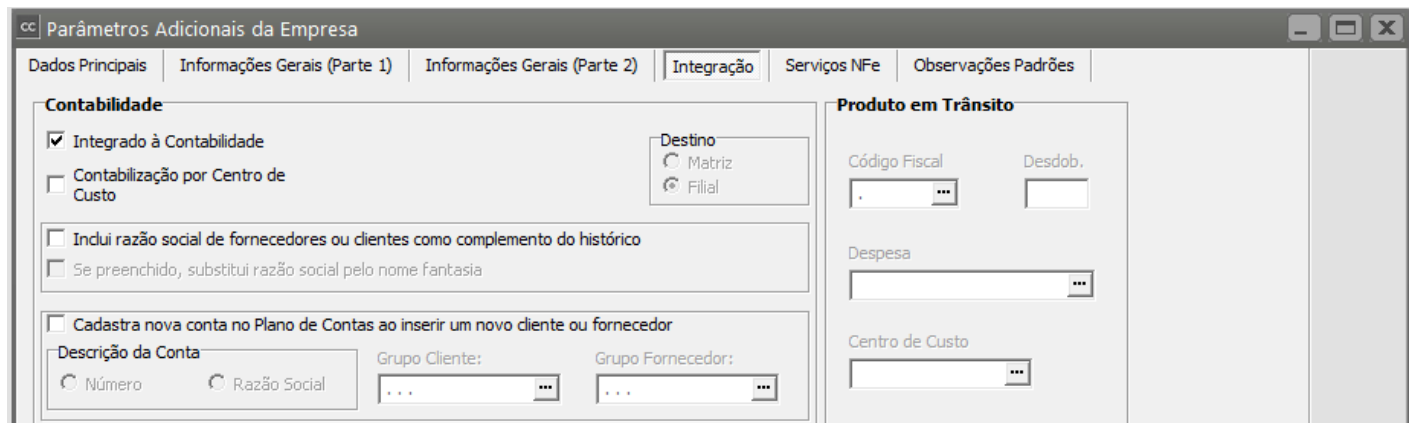 cc Parâmetros Adicionais da Empresa
Dados Principais Informações Gerais (Parte 1) Informações Gerais (Parte 2) Integração Serviços NFe Observações Padrões
Contabilidade
Integrado à Contabilidade
Contabilização por Centro de
Custo
Destino
Matriz
Filial
Inclui razão social de fornecedores ou clientes como complemento do histórico
Se preenchido, substitui razão social pelo nome fantasia
Cadastra nova conta no Plano de Contas ao inserir um novo cliente ou fornecedor
Descrição da Conta
Número Razão Social
Grupo Cliente:
. . . ...
Grupo Fornecedor:
. . . ...
Produto em Trânsito
Código Fiscal Desdob.
. ...
Despesa
...
Centro de Custo
...